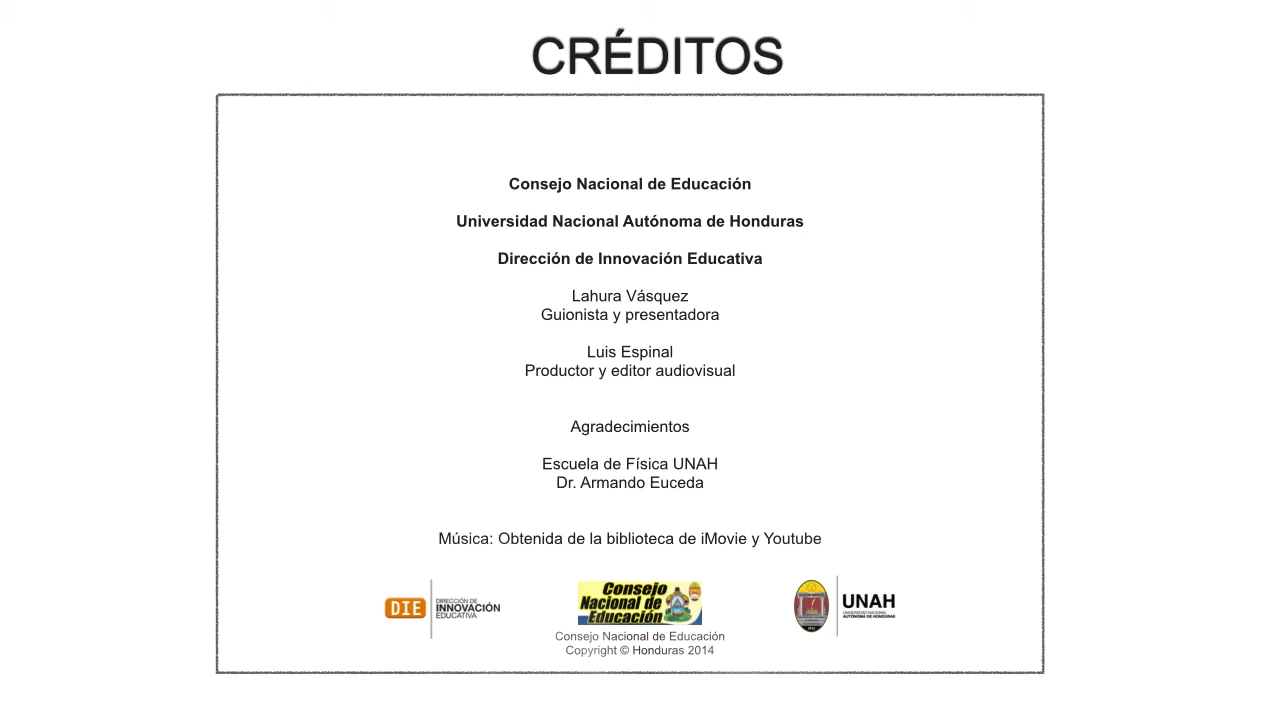 CRÉDITOS
Consejo Nacional de Educación
Universidad Nacional Autónoma de Honduras
Dirección de Innovación Educativa
Lahura Vásquez
Guionista y presentadora
Luis Espinal
Productor y editor audiovisual
Agradecimientos
Escuela de Física UNAH
Dr. Armando Euceda
Música: Obtenida de la biblioteca de iMovie y Youtube
DIE
DIRECCIÓN DE
INNOVACIÓN
EDUCATIVA
Consejo
Nacional de
Educación
UNAH
UNIVERSIDAD NACIONAL
AUTÓNOMA DE HONDURAS
Consejo Nacional de Educación
Copyright © Honduras 2014